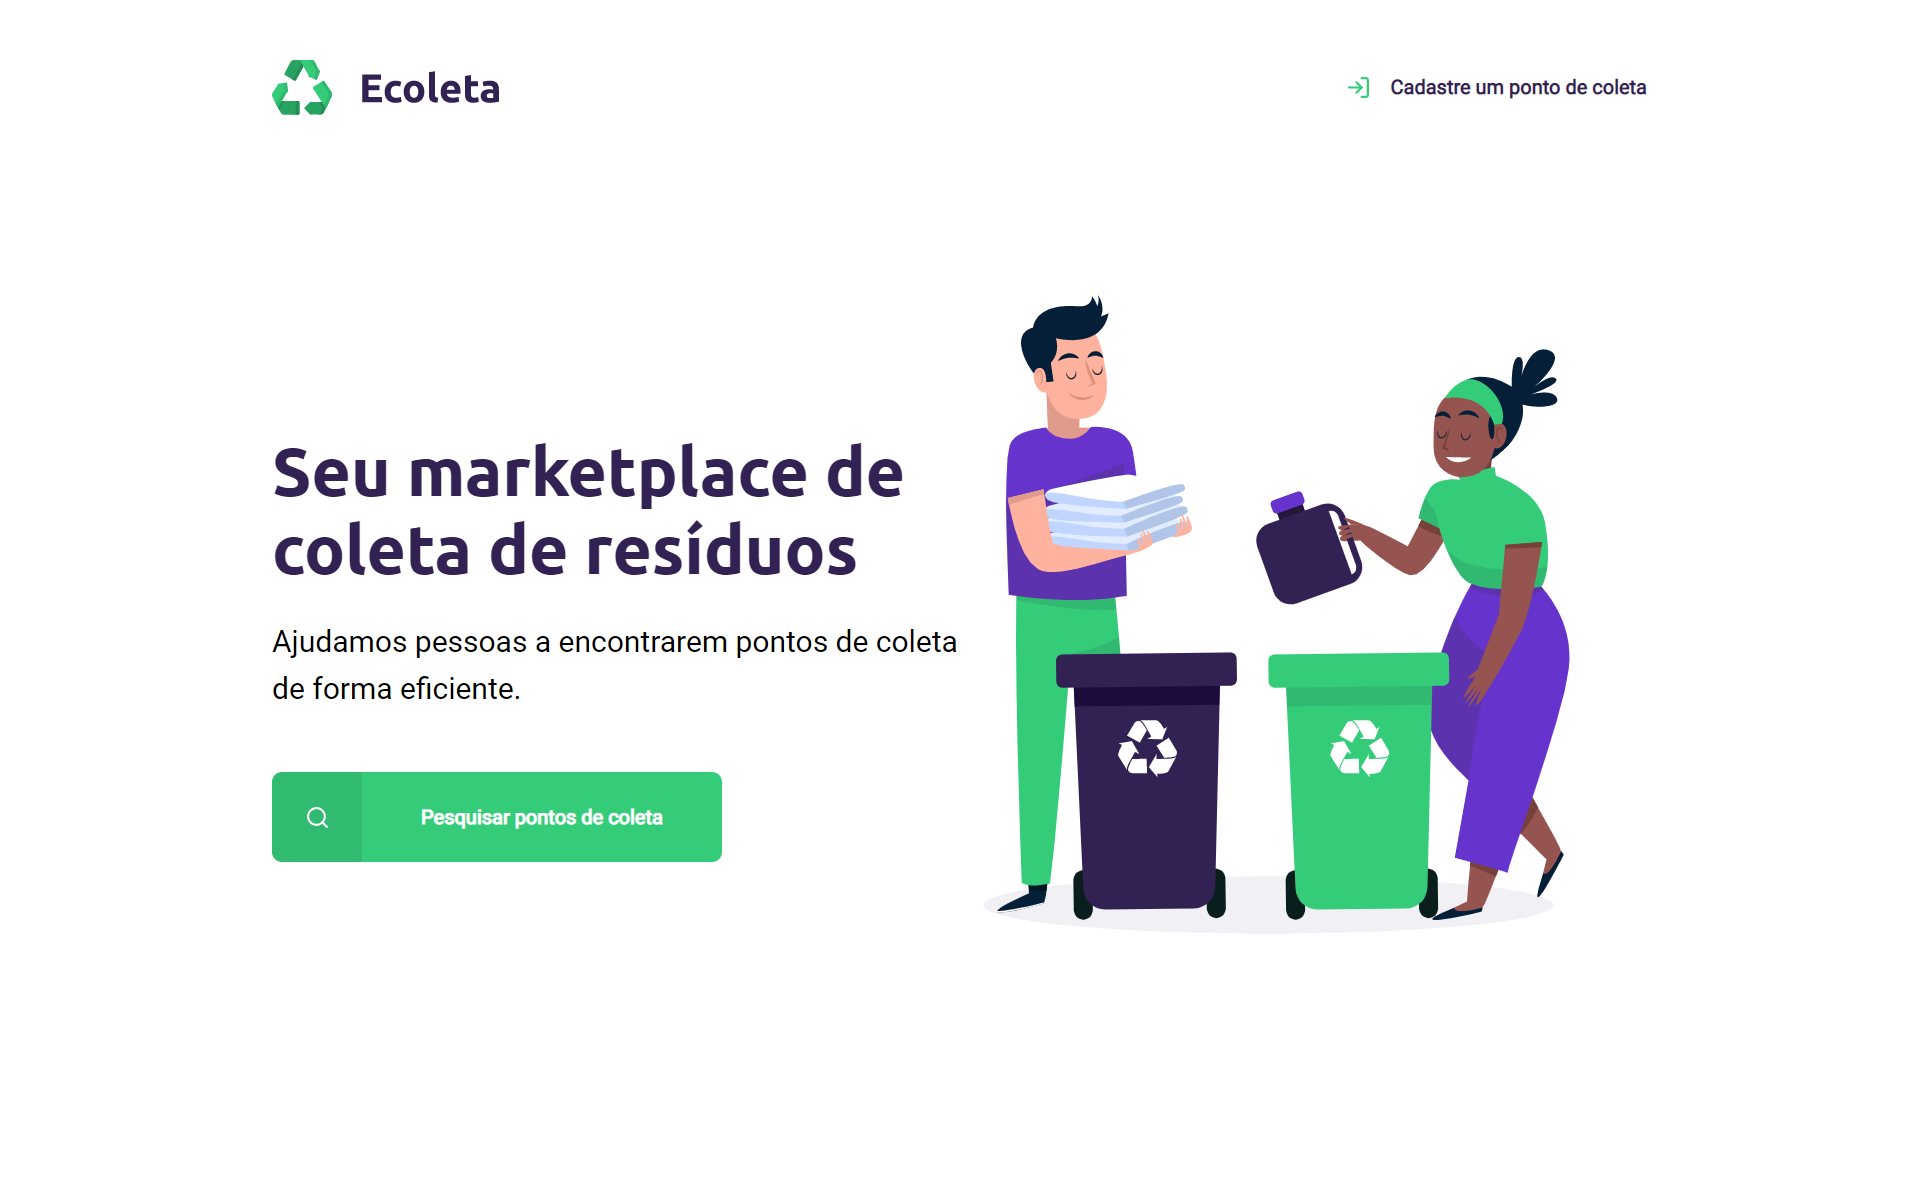 Ecoleta
Cadastre um ponto de coleta
Seu marketplace de
coleta de resíduos
Ajudamos pessoas a encontrarem pontos de coleta
de forma eficiente.
Pesquisar pontos de coleta